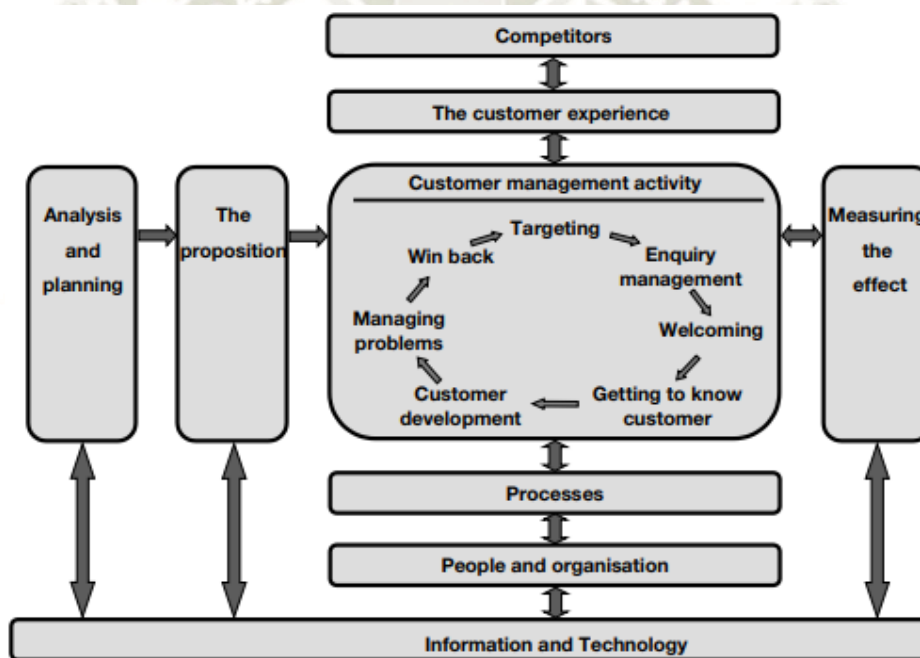 Competitors
The customer experience
Analysis
and
planning
The
proposition
Customer management activity
Targeting
Enquiry
management
Welcoming
Getting to know
customer
Customer
development
Managing
problems
Win back
Measuring
the
effect
Processes
People and organisation
Information and Technology